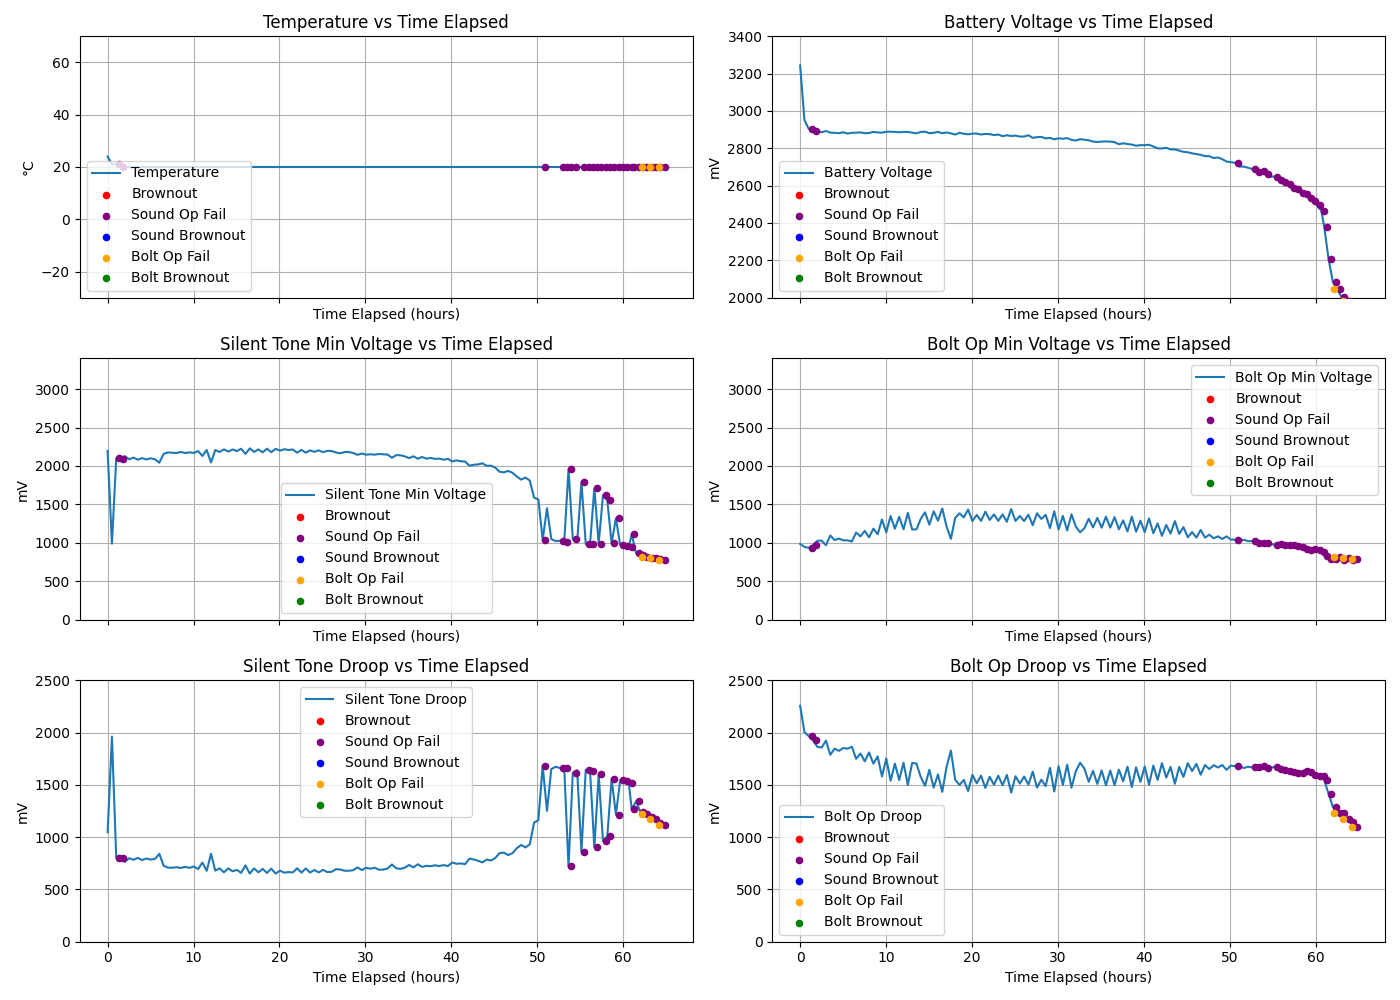 Temperature vs Time Elapsed
60
40
20
0
−20
°C
Temperature
Brownout
Sound Op Fail
Sound Brownout
Bolt Op Fail
Bolt Brownout
Time Elapsed (hours)
Battery Voltage vs Time Elapsed
3400
3200
3000
2800
2600
2400
2200
2000
mV
Battery Voltage
Brownout
Sound Op Fail
Sound Brownout
Bolt Op Fail
Bolt Brownout
Time Elapsed (hours)
Silent Tone Min Voltage vs Time Elapsed
3000
2500
2000
1500
1000
500
0
mV
Silent Tone Min Voltage
Brownout
Sound Op Fail
Sound Brownout
Bolt Op Fail
Bolt Brownout
Time Elapsed (hours)
Bolt Op Min Voltage vs Time Elapsed
3000
2500
2000
1500
1000
500
0
mV
Bolt Op Min Voltage
Brownout
Sound Op Fail
Sound Brownout
Bolt Op Fail
Bolt Brownout
Time Elapsed (hours)
Silent Tone Droop vs Time Elapsed
2500
2000
1500
1000
500
0
mV
Silent Tone Droop
Brownout
Sound Op Fail
Sound Brownout
Bolt Op Fail
Bolt Brownout
0 10 20 30 40 50 60
Time Elapsed (hours)
Bolt Op Droop vs Time Elapsed
2500
2000
1500
1000
500
0
mV
Bolt Op Droop
Brownout
Sound Op Fail
Sound Brownout
Bolt Op Fail
Bolt Brownout
0 10 20 30 40 50 60
Time Elapsed (hours)